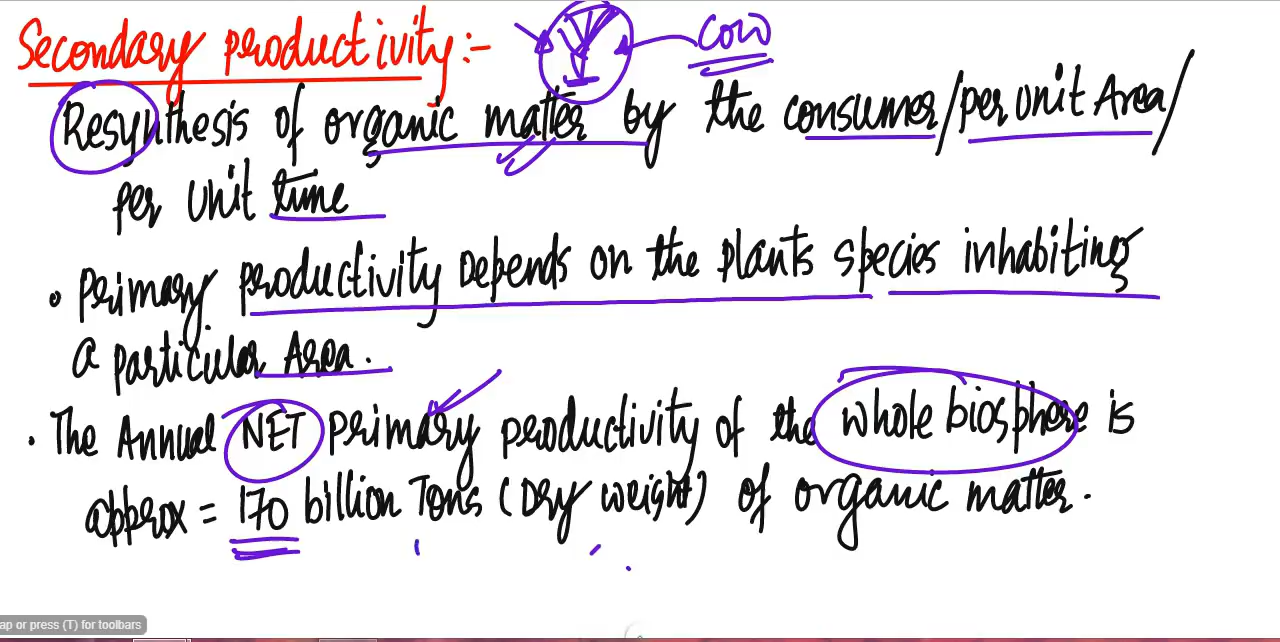 Secondary productivity:- cow
Resynthesis of organic matter by the consumer/per unit Area/
per unit time
• Primary productivity Depends on the plants species inhabiting
a particular Area.
• The Annual NET primary productivity of the whole biosphere is
approx = 170 billion Tons (Dry weight) of organic matter.
ap or press (T) for toolbars